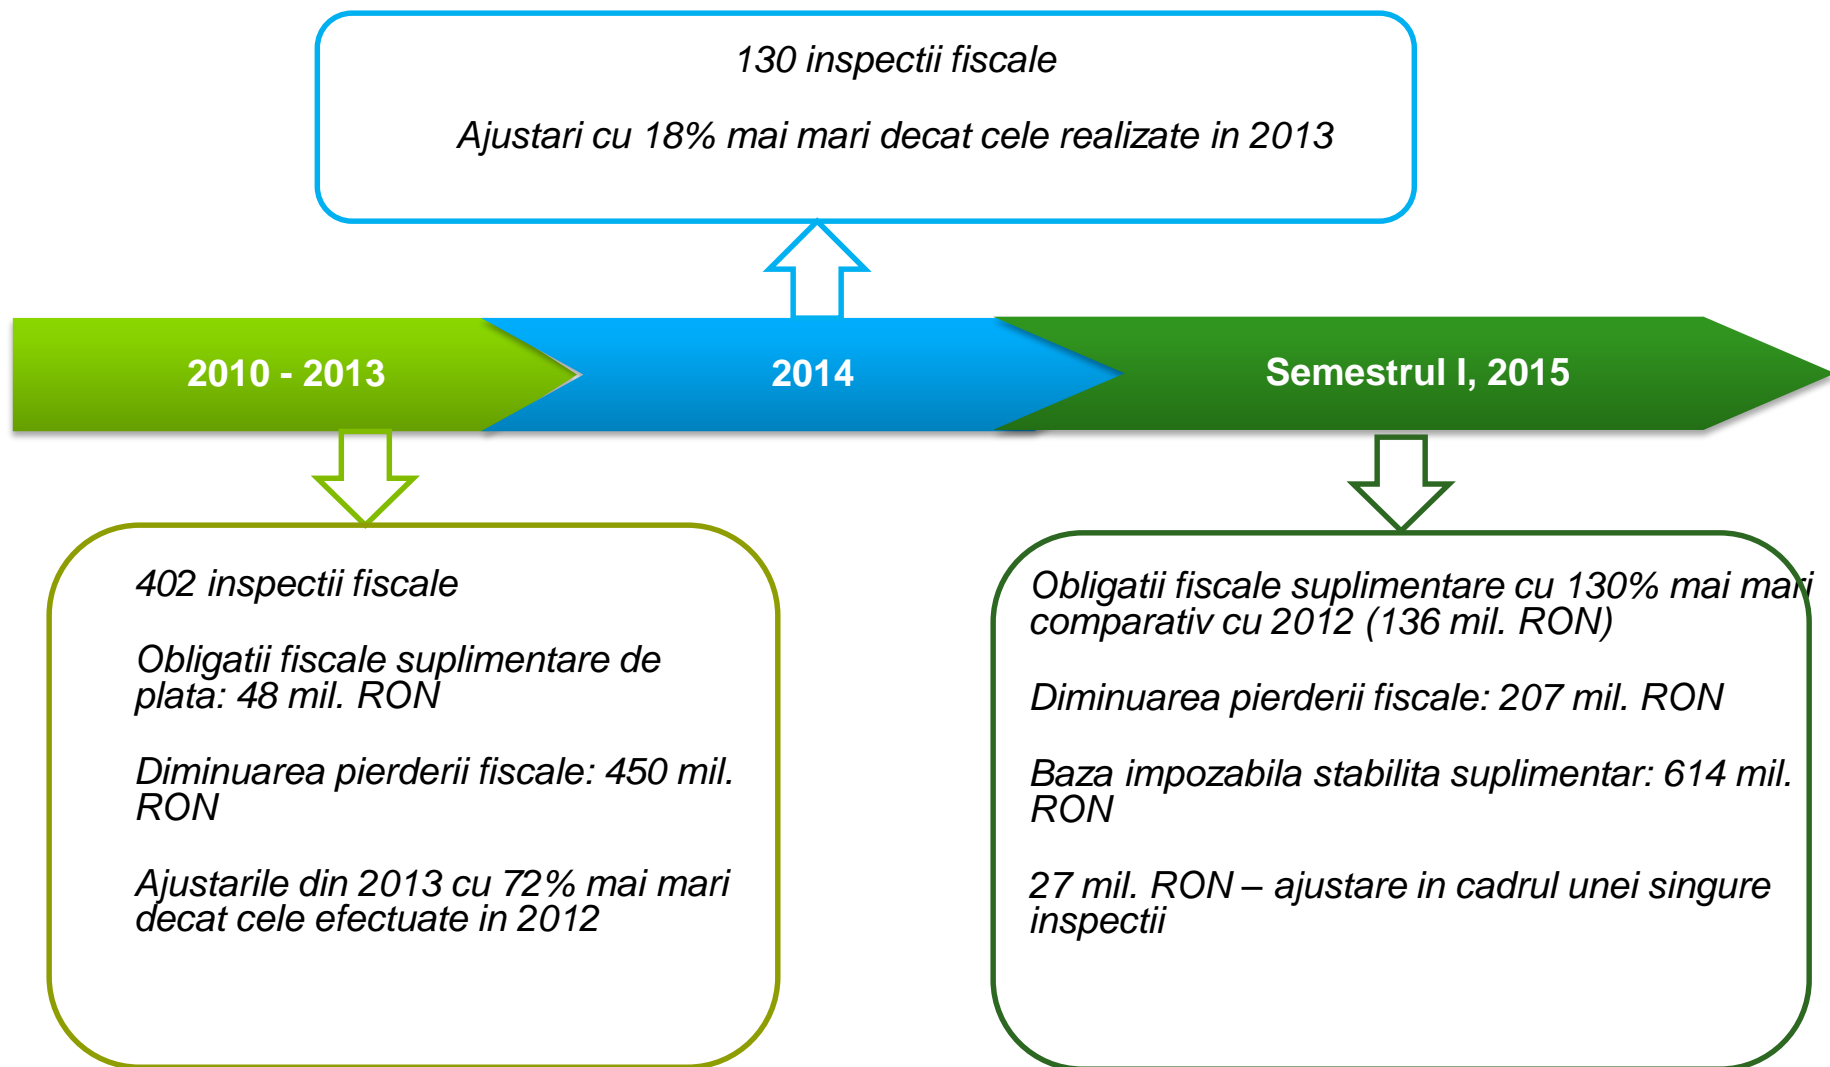 130 inspectii fiscale
Ajustari cu 18% mai mari decat cele realizate in 2013
2010 - 2013
2014
Semestrul I, 2015
402 inspectii fiscale
Obligatii fiscale suplimentare de
plata: 48 mil. RON
Diminuarea pierderii fiscale: 450 mil.
RON
Ajustarile din 2013 cu 72% mai mari
decat cele efectuate in 2012
Obligatii fiscale suplimentare cu 130% mai mari
comparativ cu 2012 (136 mil. RON)
Diminuarea pierderii fiscale: 207 mil. RON
Baza impozabila stabilita suplimentar: 614 mil.
RON
27 mil. RON – ajustare in cadrul unei singure
inspectii